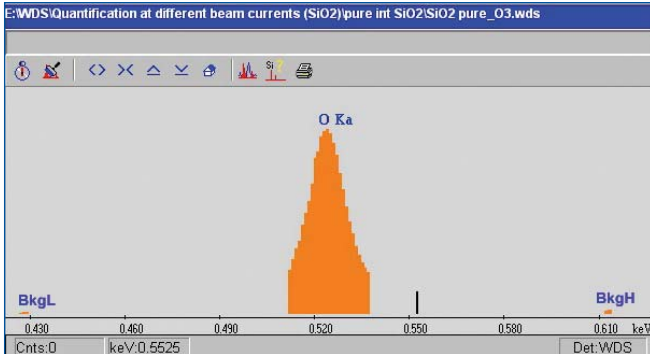 E:\WDS\Quantification at different beam currents (SiO2)\pure int SiO2\SiO2 pure_O3.wds
Si ?
O Ka
BkgL BkgH
0.430 0.460 0.490 0.520 0.550 0.580 0.610 keV
Cnts:0 keV:0.5525 Det:WDS